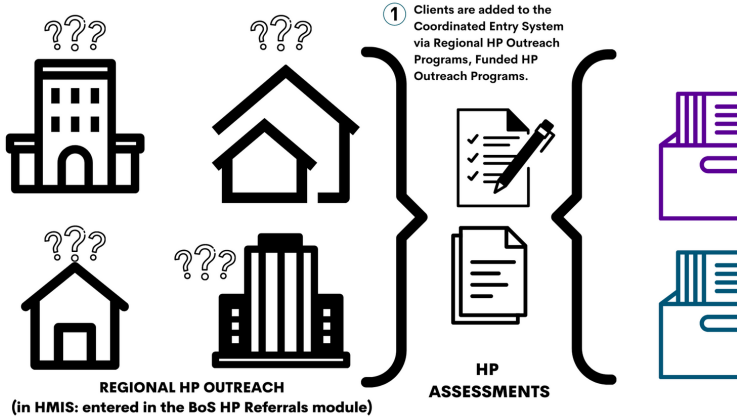 ???
???
1 Clients are added to the
Coordinated Entry System
via Regional HP Outreach
Programs, Funded HP
Outreach Programs.
???
???
REGIONAL HP OUTREACH
(in HMIS: entered in the BoS HP Referrals module)
HP
ASSESSMENTS